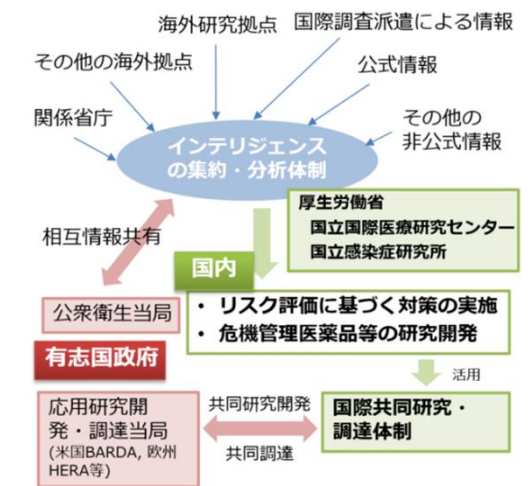 海外研究拠点
国際調査派遣による情報
その他の海外拠点
公式情報
関係省庁
その他の
非公式情報
インテリジェンス
の集約・分析体制
厚生労働省
国立国際医療研究センター
国立感染症研究所
相互情報共有
国内
公衆衛生当局
・ リスク評価に基づく対策の実施
・ 危機管理医薬品等の研究開発
有志国政府
活用
応用研究開
発・調達当局
(米国BARDA, 欧州
HERA等)
共同研究開発
共同調達
国際共同研究・
調達体制